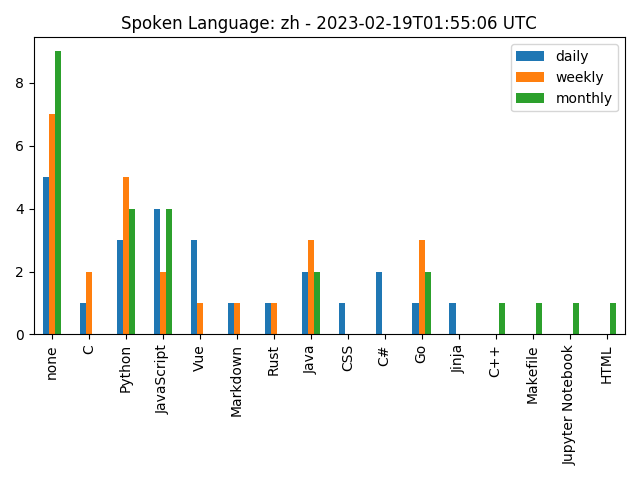 Spoken Language: zh - 2023-02-19T01:55:06 UTC
daily
weekly
monthly
8
6
4
2
0
none
C
Python
JavaScript
Vue
Markdown
Rust
Java
CSS
C#
Go
Jinja
C++
Makefile
Jupyter Notebook
HTML